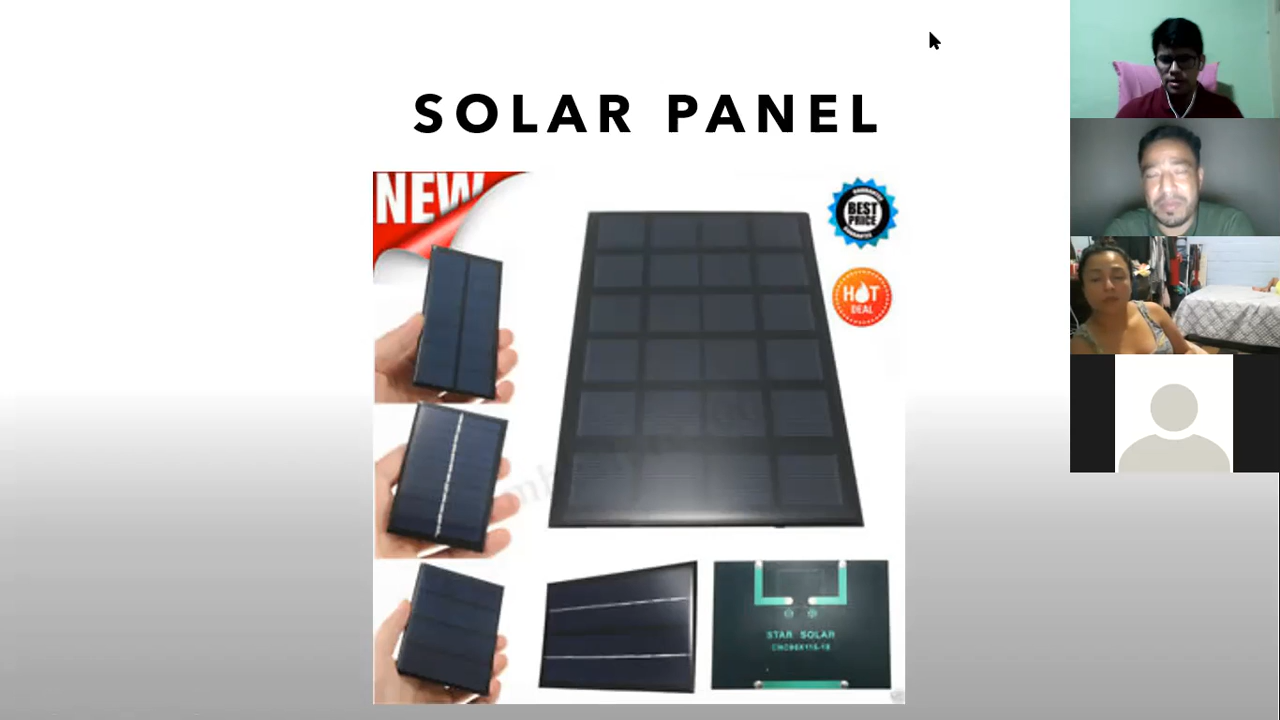 SOLAR PANEL
NEW
BEST
PRICE
HOT
DEAL
STAR SOLAR